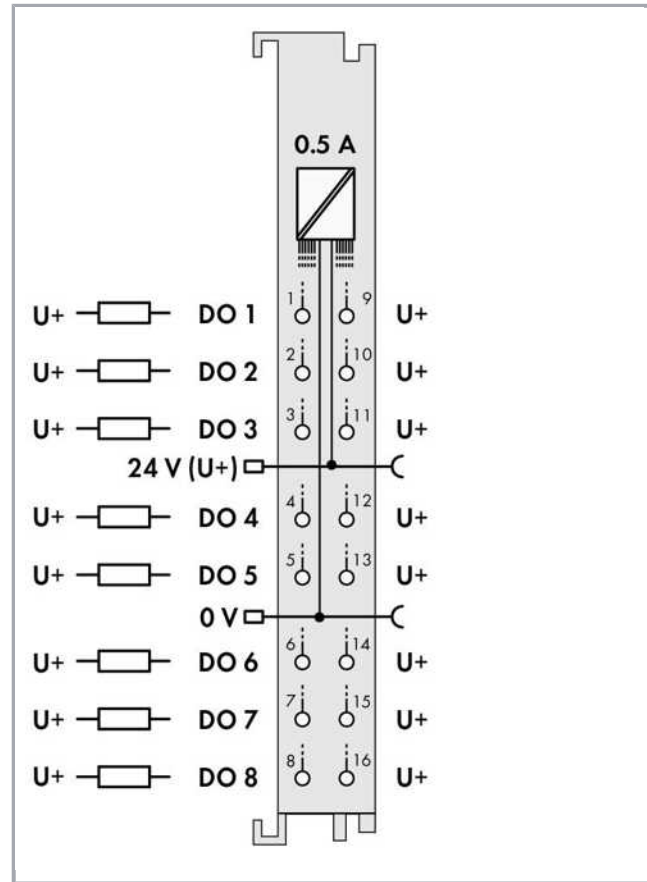 0.5 A
U+ DO 1 1 9 U+
U+ DO 2 2 10 U+
U+ DO 3 3 11 U+
24 V (U+)
U+ DO 4 4 12 U+
U+ DO 5 5 13 U+
0 V
U+ DO 6 6 14 U+
U+ DO 7 7 15 U+
U+ DO 8 8 16 U+